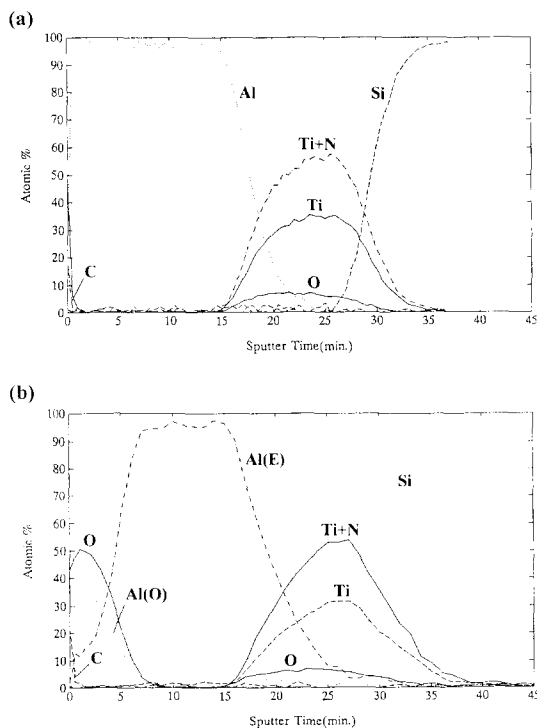 (a)
100
90
80
70
60
50
40
30
20
10
0
Atomic %
Al
Si
Ti+N
Ti
C
O
0 5 10 15 20 25 30 35 40 45
Sputter Time(min.)
(b)
100
90
80
70
60
50
40
30
20
10
0
Atomic %
Al(E)
Si
O
Ti+N
Al(O)
Ti
C
O
0 5 10 15 20 25 30 35 40 45
Sputter Time(min.)